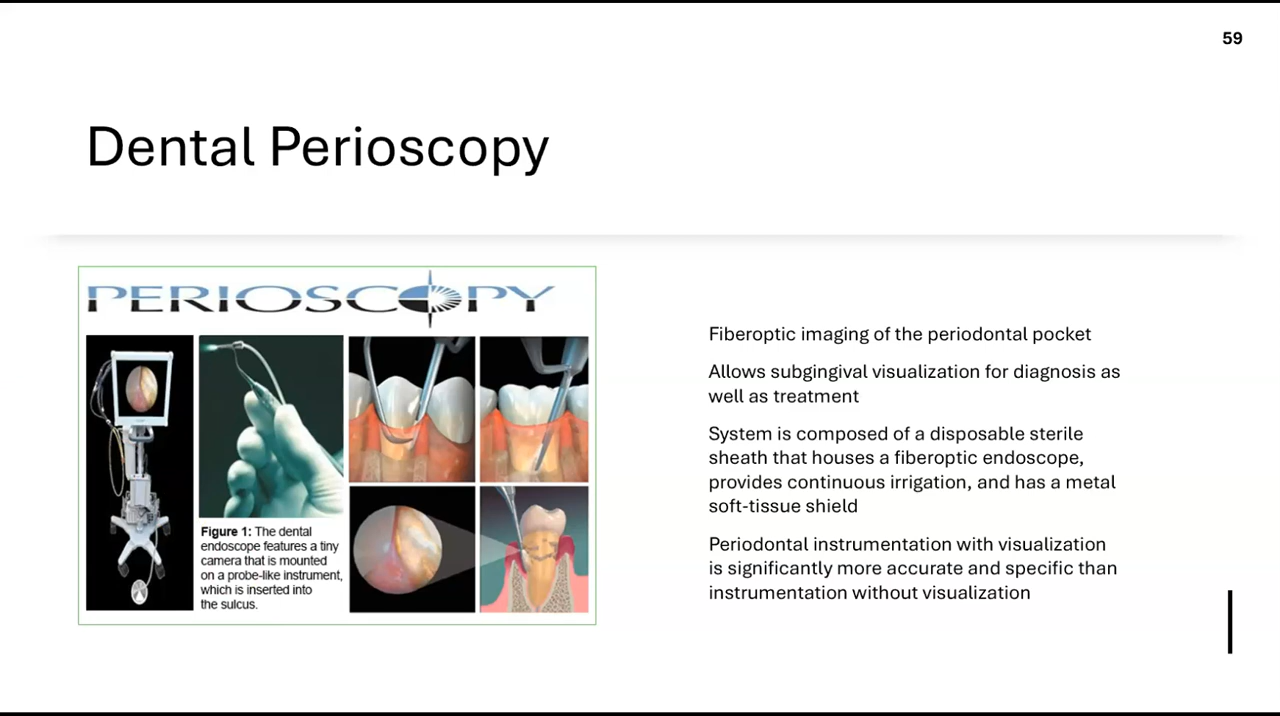 59
Dental Perioscopy
PERIOSCOPY
Figure 1: The dental
endoscope features a tiny
camera that is mounted
on a probe-like instrument,
which is inserted into
the sulcus.
Fiberoptic imaging of the periodontal pocket
Allows subgingival visualization for diagnosis as
well as treatment
System is composed of a disposable sterile
sheath that houses a fiberoptic endoscope,
provides continuous irrigation, and has a metal
soft-tissue shield
Periodontal instrumentation with visualization
is significantly more accurate and specific than
instrumentation without visualization